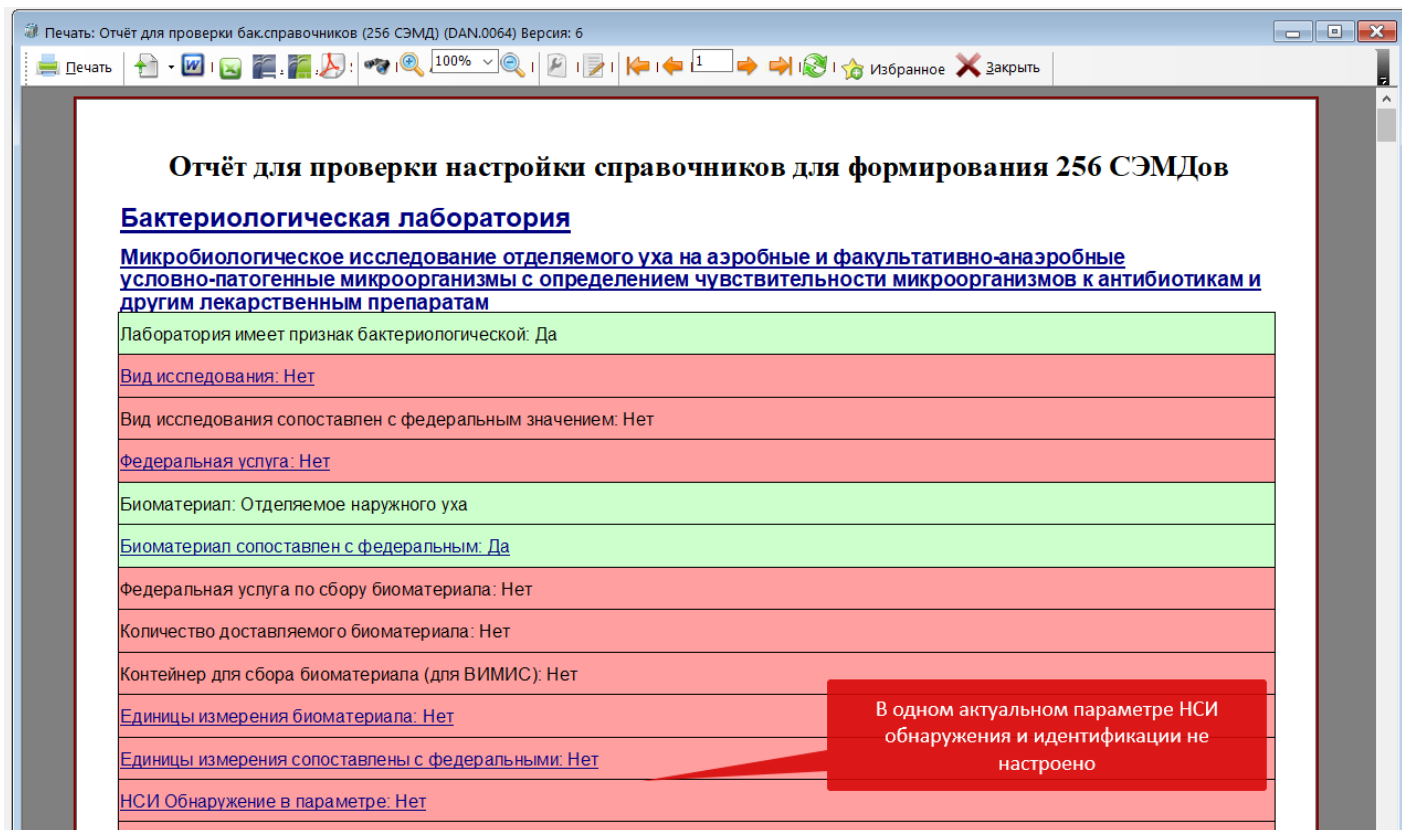 Печать: Отчёт для проверки бак.справочников (256 СЭМД) (DAN.0064) Версия: 6
Печать
100%
1
Избранное
Закрыть
Отчёт для проверки настройки справочников для формирования 256 СЭМДов
Бактериологическая лаборатория
Микробиологическое исследование отделяемого уха на аэробные и факультативно-анаэробные
условно-патогенные микроорганизмы с определением чувствительности микроорганизмов к антибиотикам и
другим лекарственным препаратам
Лаборатория имеет признак бактериологической: Да
Вид исследования: Нет
Вид исследования сопоставлен с федеральным значением: Нет
Федеральная услуга: Нет
Биоматериал: Отделяемое наружного уха
Биоматериал сопоставлен с федеральным: Да
Федеральная услуга по сбору биоматериала: Нет
Количество доставляемого биоматериала: Нет
Контейнер для сбора биоматериала (для ВИМИС): Нет
Единицы измерения биоматериала: Нет
Единицы измерения сопоставлены с федеральными: Нет
НСИ Обнаружение в параметре: Нет
В одном актуальном параметре НСИ
обнаружения и идентификации не
настроено